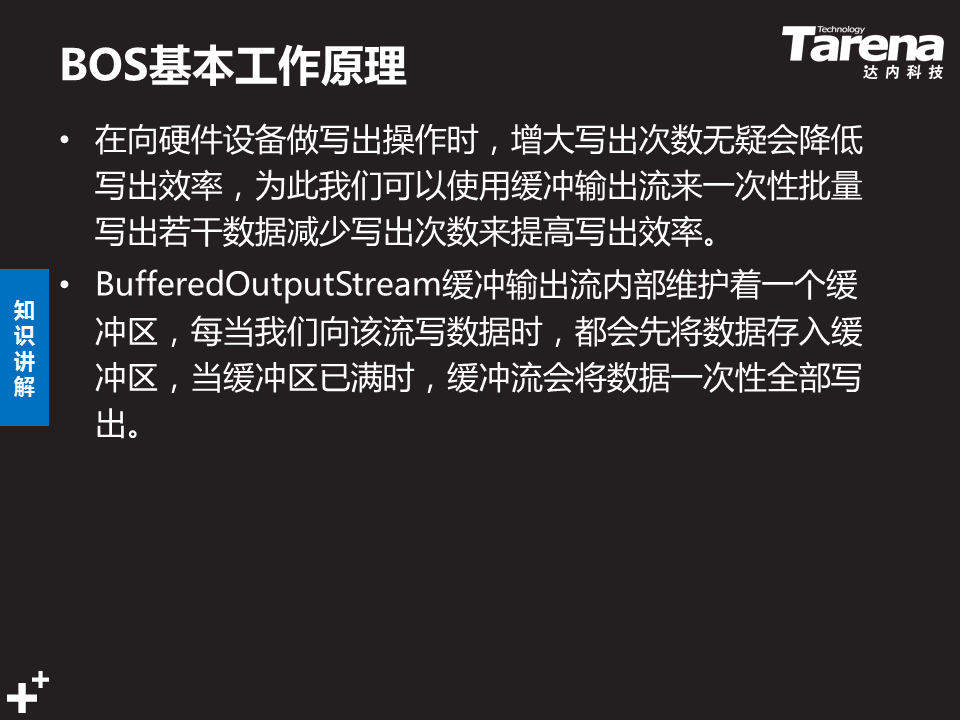 BOS基本工作原理
Technology
Tarena
达内科技
• 在向硬件设备做写出操作时，增大写出次数无疑会降低
写出效率，为此我们可以使用缓冲输出流来一次性批量
写出若干数据减少写出次数来提高写出效率。
• BufferedOutputStream缓冲输出流内部维护着一个缓
冲区，每当我们向该流写数据时，都会先将数据存入缓
冲区，当缓冲区已满时，缓冲流会将数据一次性全部写
出。
知
识
讲
解